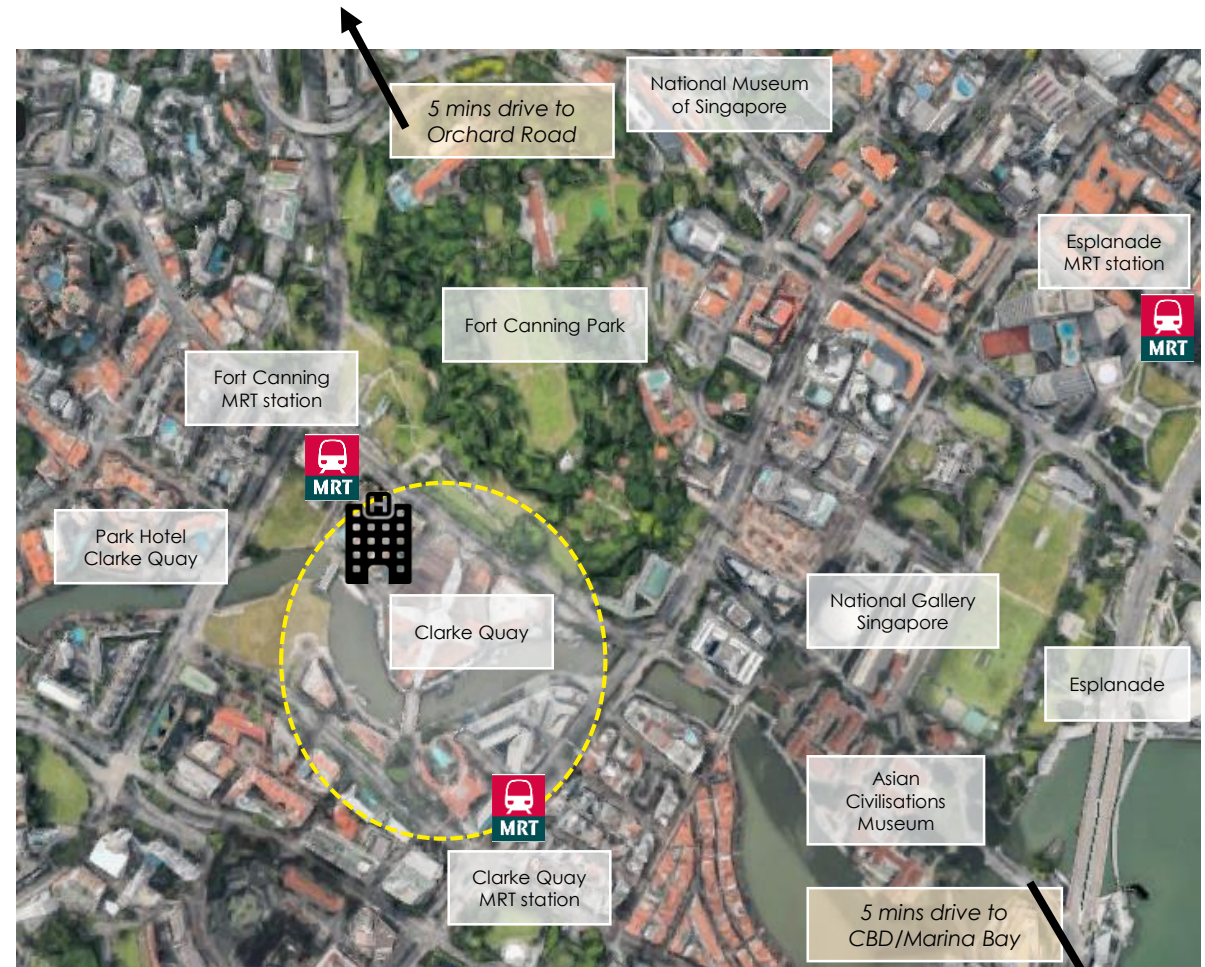 5 mins drive to
Orchard Road
National Museum
of Singapore
Esplanade
MRT station
MRT
Fort Canning Park
Fort Canning
MRT station
MRT
H
Park Hotel
Clarke Quay
Clarke Quay
National Gallery
Singapore
Esplanade
Asian
Civilisations
Museum
MRT
Clarke Quay
MRT station
5 mins drive to
CBD/Marina Bay